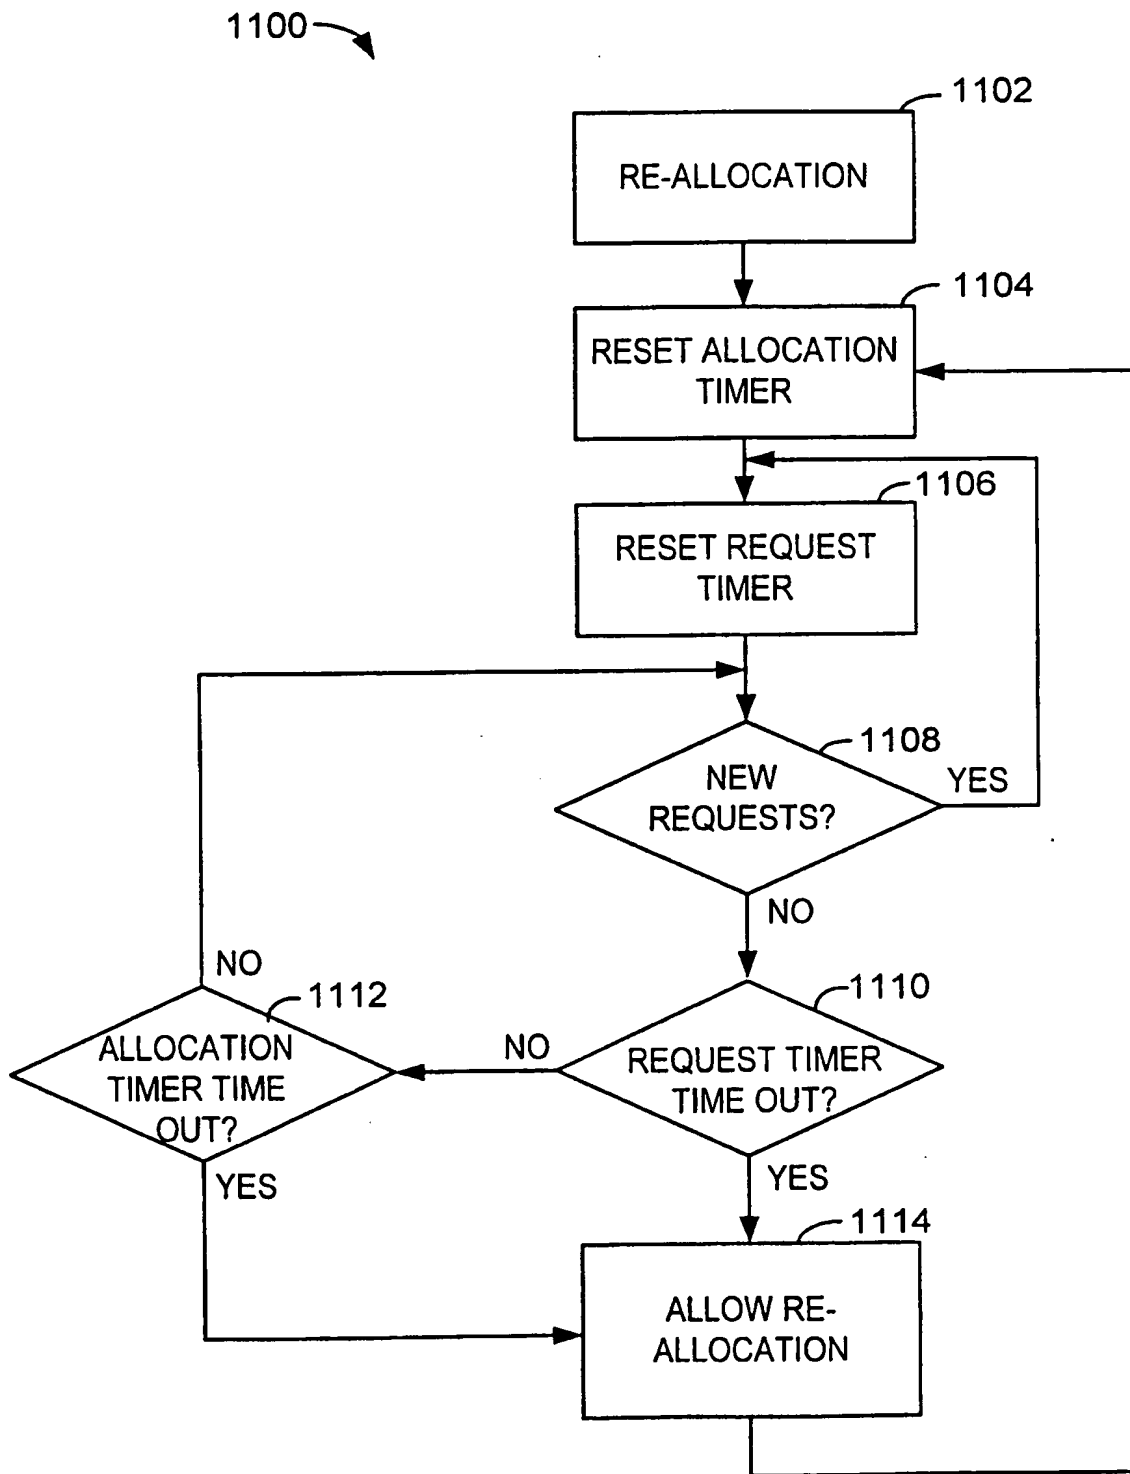 1100
1102
RE-ALLOCATION
1104
RESET ALLOCATION
TIMER
1106
RESET REQUEST
TIMER
1108
NEW
REQUESTS?
YES
NO
NO
1112
ALLOCATION
TIMER TIME
OUT?
NO
1110
REQUEST TIMER
TIME OUT?
YES
YES
1114
ALLOW RE-
ALLOCATION